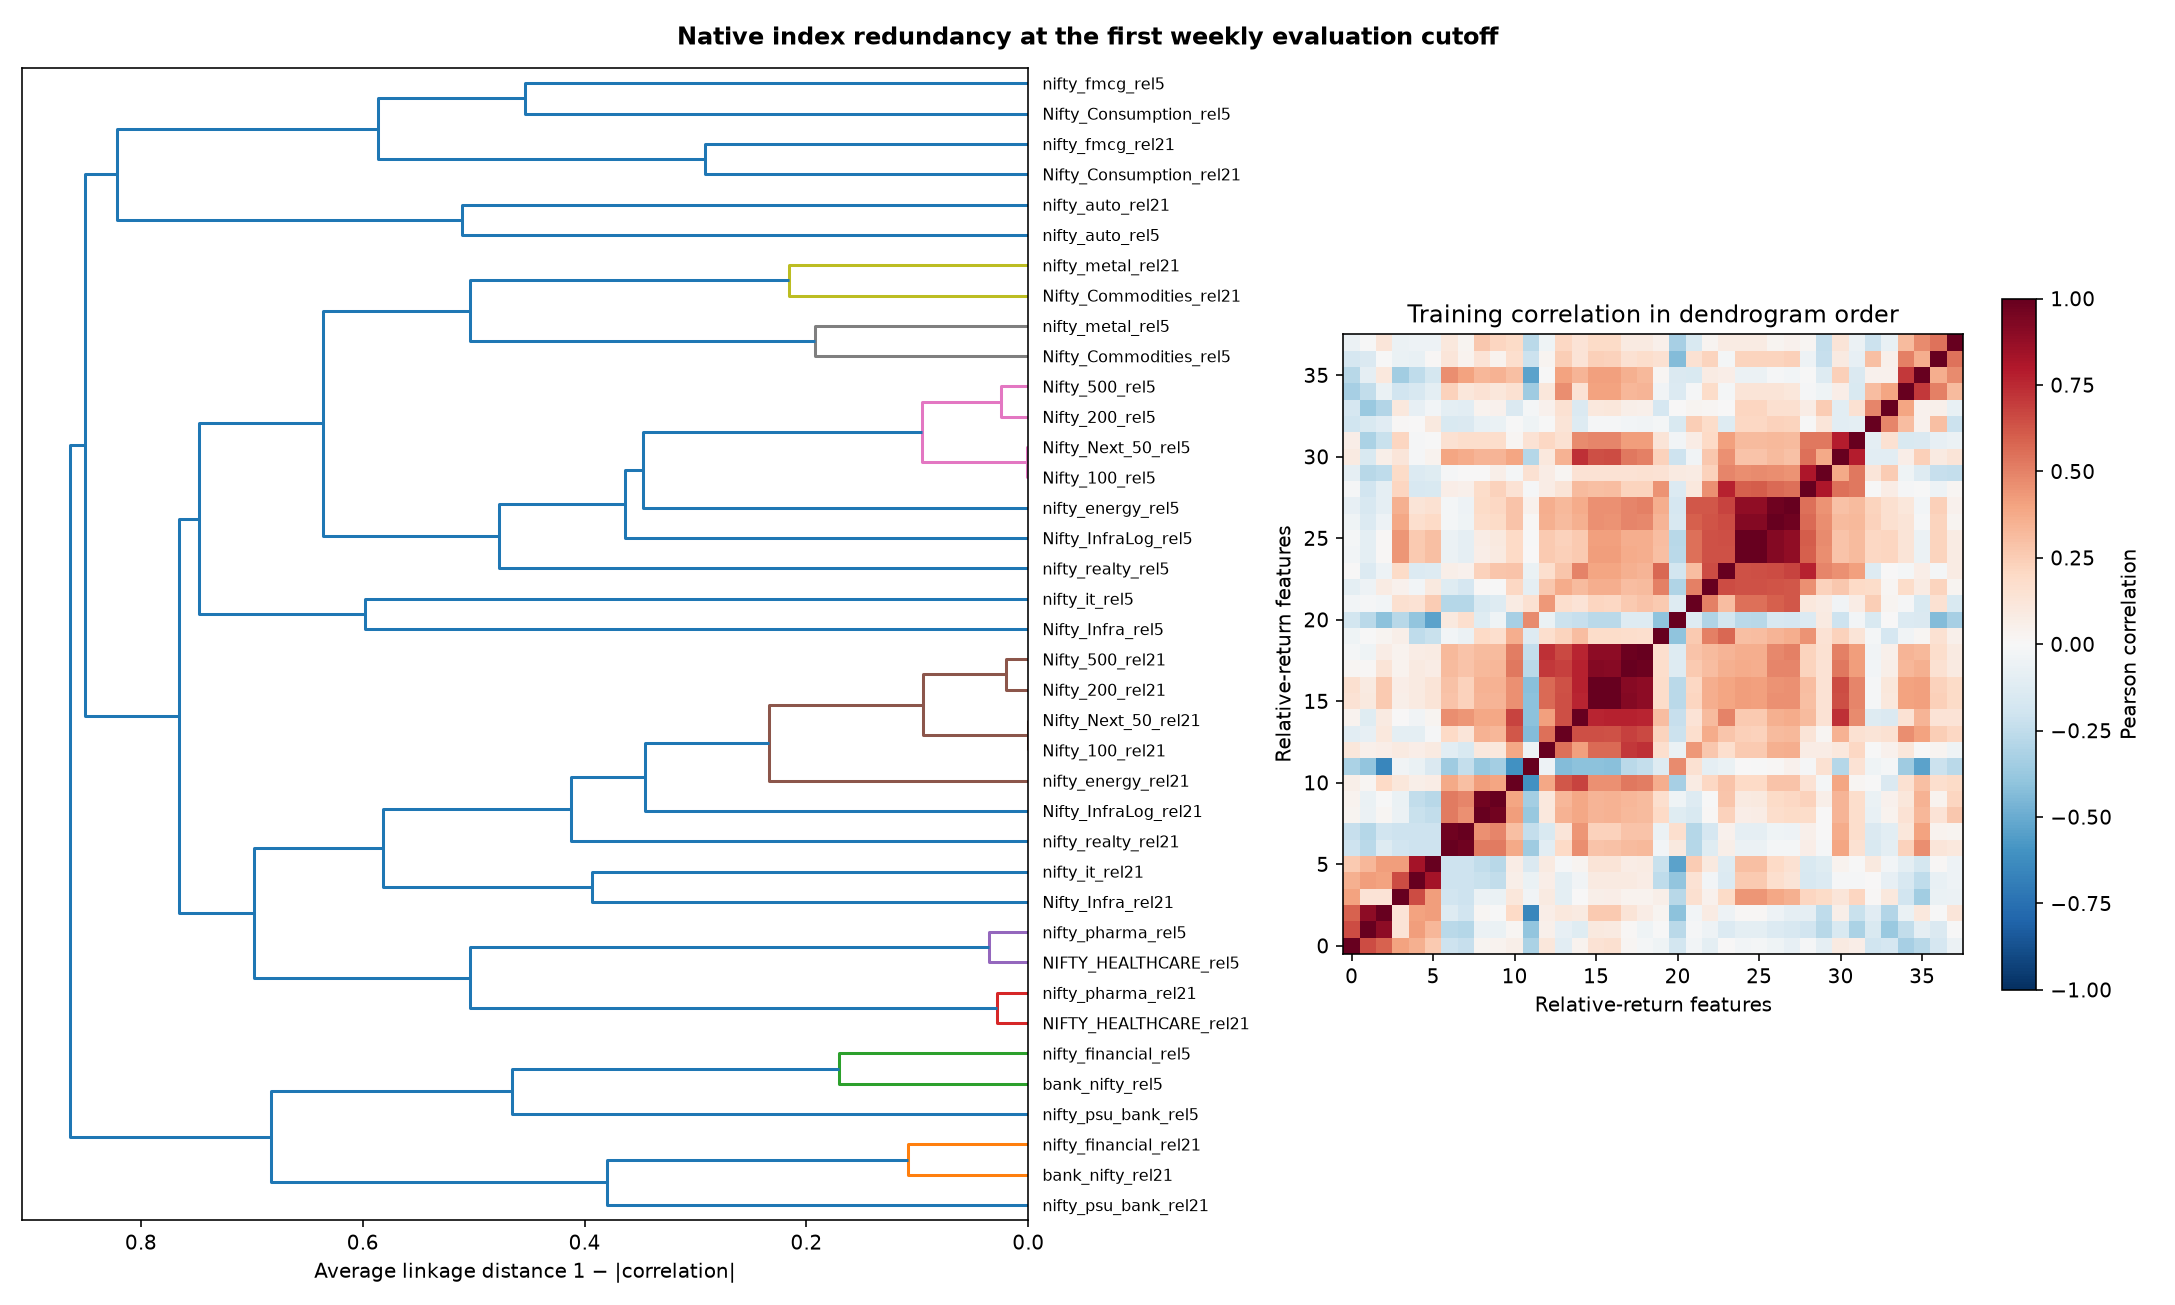 Native index redundancy at the first weekly evaluation cutoff
nifty_fmcg_rel5
Nifty_Consumption_rel5
nifty_fmcg_rel21
Nifty_Consumption_rel21
nifty_auto_rel21
nifty_auto_rel5
nifty_metal_rel21
Nifty_Commodities_rel21
nifty_metal_rel5
Nifty_Commodities_rel5
Nifty_500_rel5
Nifty_200_rel5
Nifty_Next_50_rel5
Nifty_100_rel5
nifty_energy_rel5
Nifty_InfraLog_rel5
nifty_realty_rel5
nifty_it_rel5
Nifty_Infra_rel5
Nifty_500_rel21
Nifty_200_rel21
Nifty_Next_50_rel21
Nifty_100_rel21
nifty_energy_rel21
Nifty_InfraLog_rel21
nifty_realty_rel21
nifty_it_rel21
Nifty_Infra_rel21
nifty_pharma_rel5
NIFTY_HEALTHCARE_rel5
nifty_pharma_rel21
NIFTY_HEALTHCARE_rel21
nifty_financial_rel5
bank_nifty_rel5
nifty_psu_bank_rel5
nifty_financial_rel21
bank_nifty_rel21
nifty_psu_bank_rel21
0.8 0.6 0.4 0.2 0.0
Average linkage distance 1 − |correlation|
Training correlation in dendrogram order
35
30
25
20
15
10
5
0
Relative-return features
0 5 10 15 20 25 30 35
Relative-return features
1.00
0.75
0.50
0.25
0.00
−0.25
−0.50
−0.75
−1.00
Pearson correlation